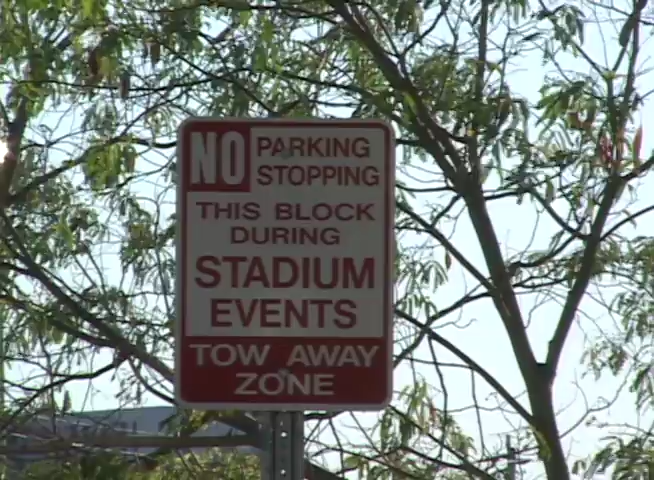 NO PARKING
STOPPING
THIS BLOCK
DURING
STADIUM
EVENTS
TOW AWAY
ZONE